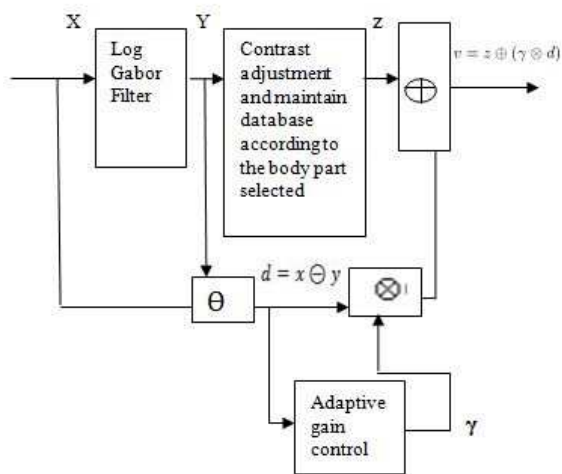 X
Y
z
Log
Gabor
Filter
Contrast
adjustment
and maintain
database
according to
the body part
selected
⊕
v = z ⊕ (γ ⊗ d)
Θ
d = x ⊖ y
⊗
Adaptive
gain
control
γ